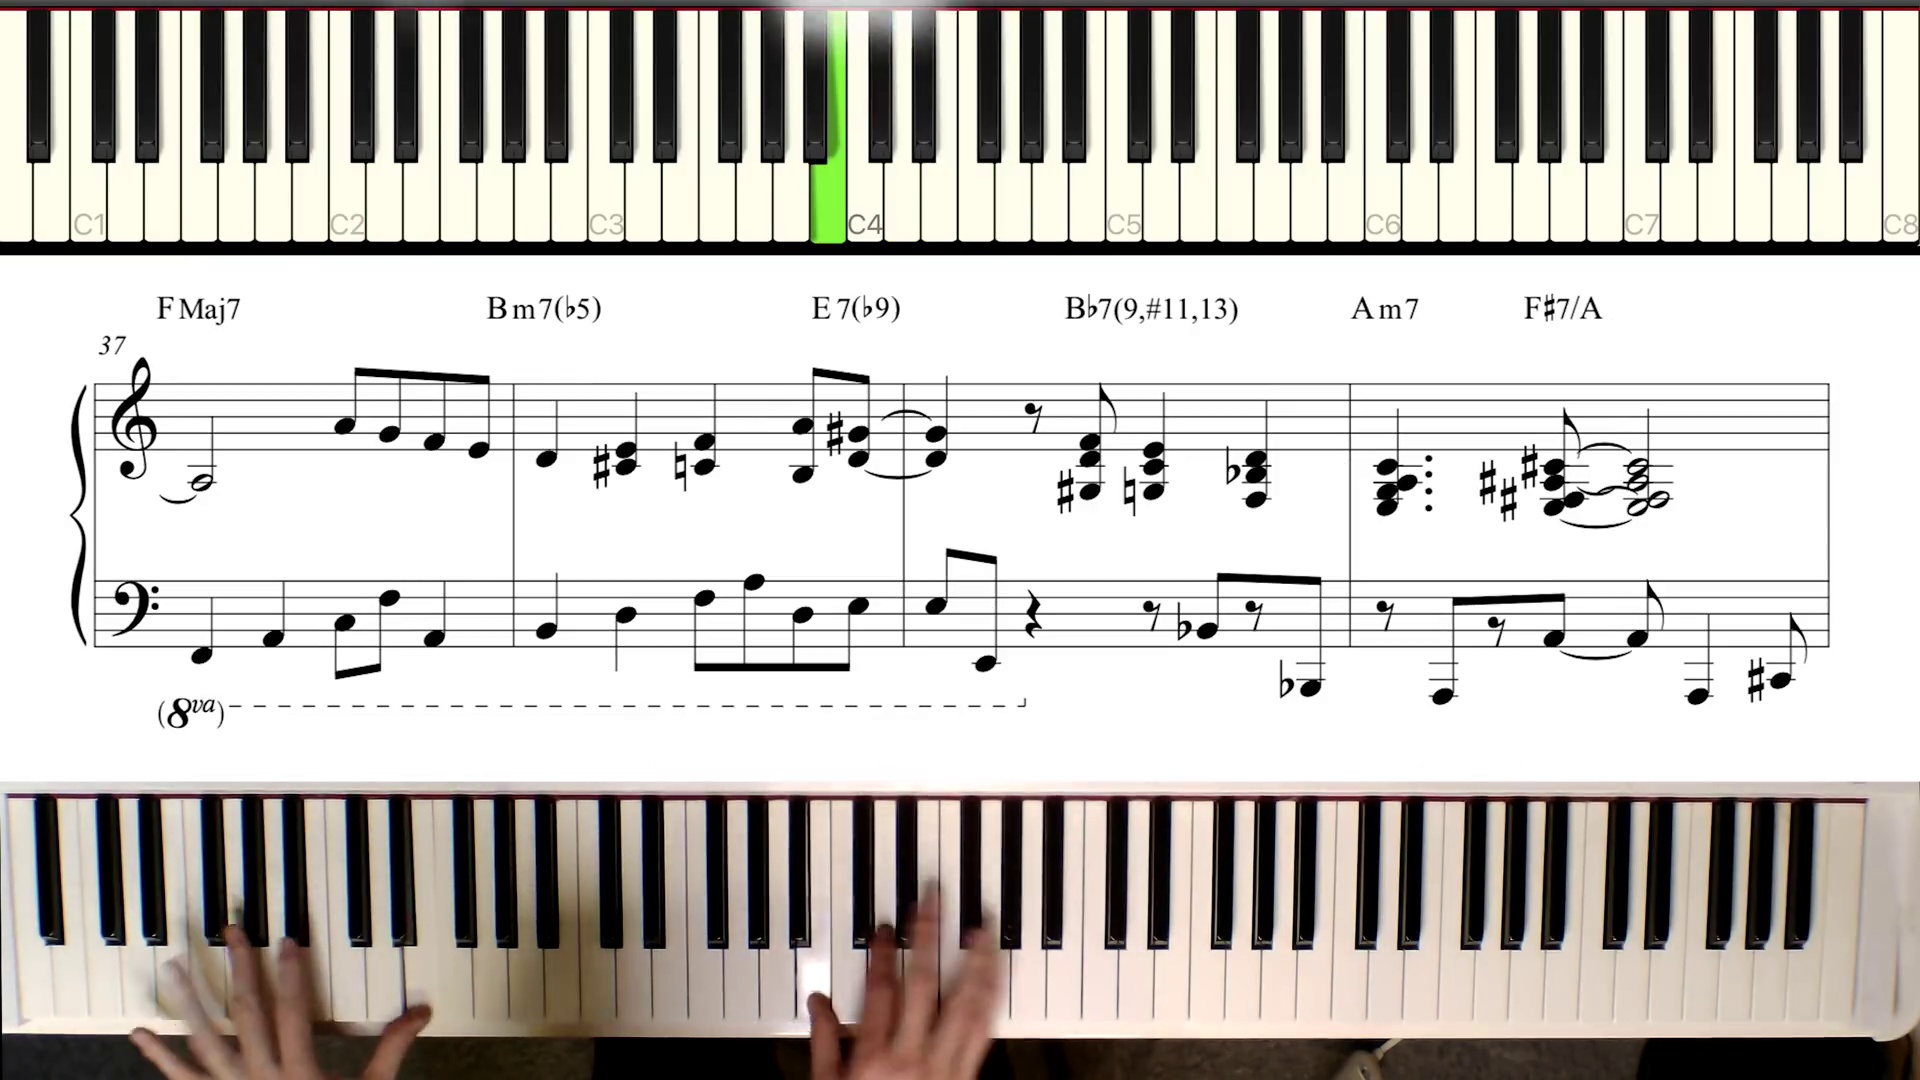 C1 C2 C3 C4 C5 C6 C7 C8
F Maj7 B m7(♭5) E 7(♭9) B♭7(9,#11,13) A m7 F♯7/A
37
(8va)